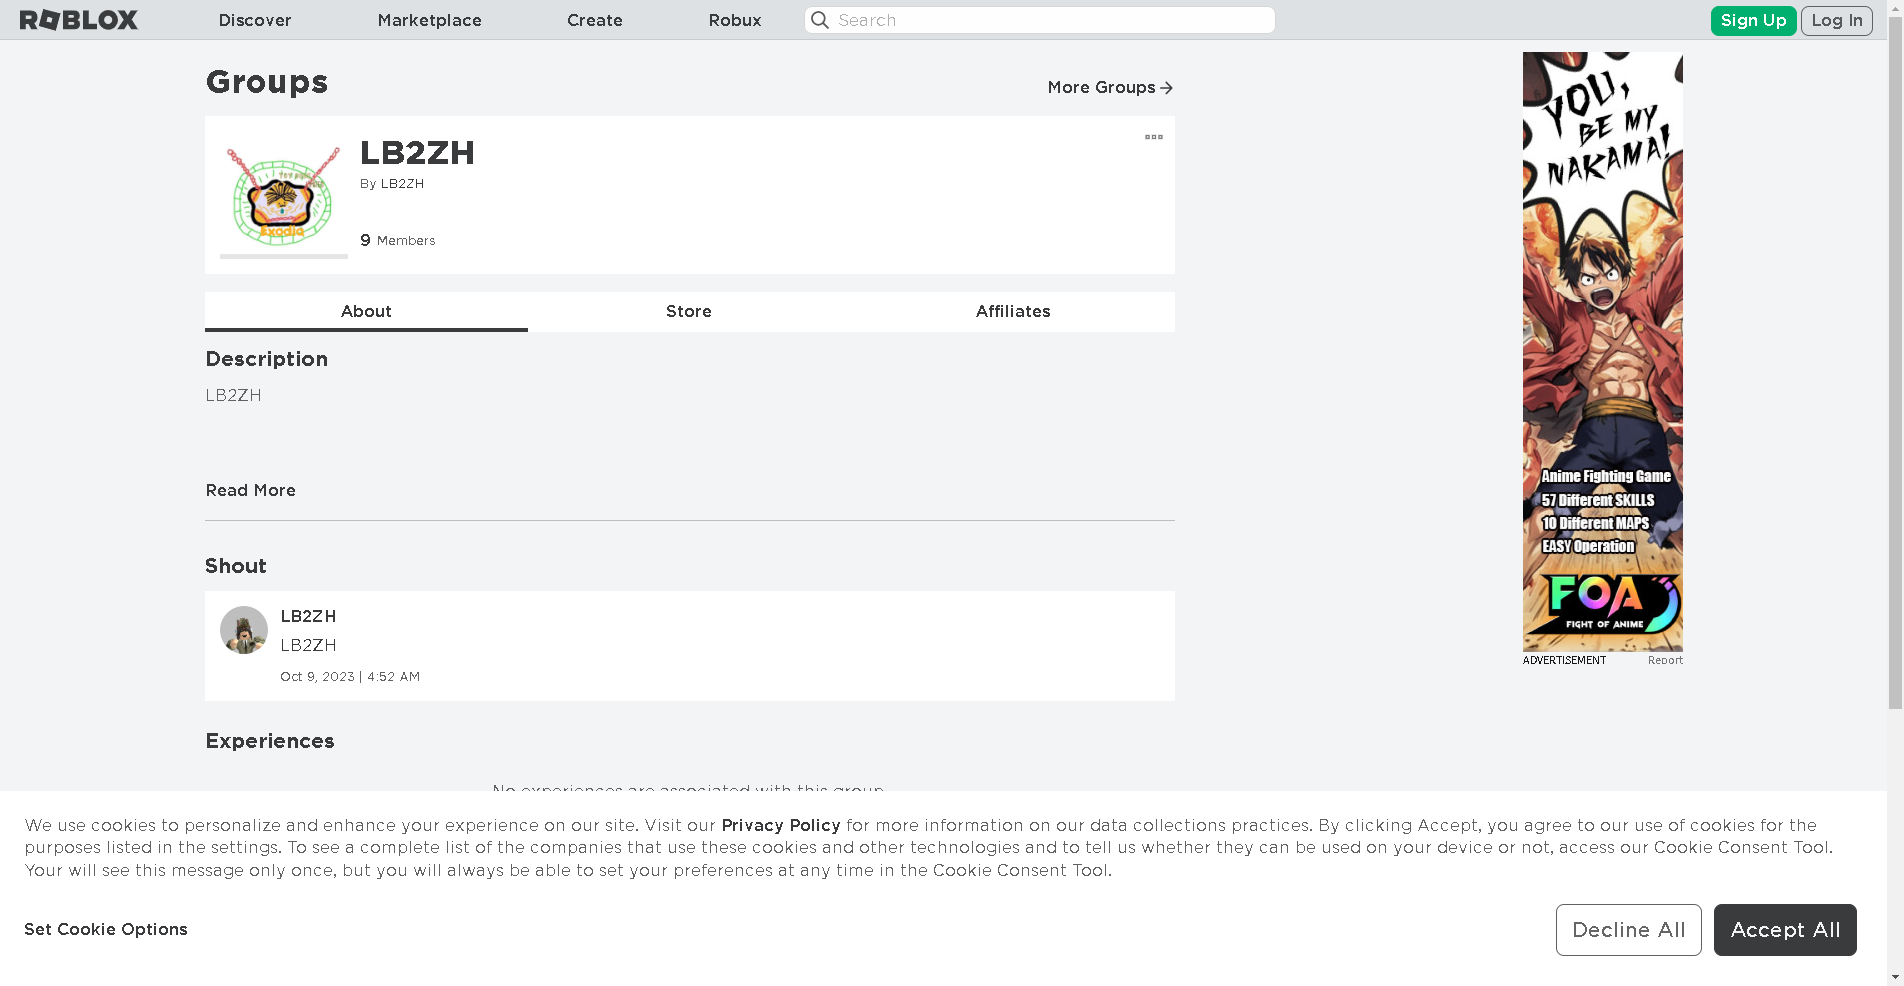 ROBLOX
Discover
Marketplace
Create
Robux
Search
Sign Up
Log In
Groups
More Groups
LB2ZH
By LB2ZH
9 Members
Exodia
About
Store
Affiliates
Description
LB2ZH
Read More
Shout
LB2ZH
LB2ZH
Oct 9, 2023 | 4:52 AM
Experiences
No experiences are associated with this group.
YOU,
BE MY
NAKAMA!
Anime Fighting Game
57 Different SKILLS
10 Different MAPS
EASY Operation
FOA
FIGHT OF ANIME
ADVERTISEMENT
Report
We use cookies to personalize and enhance your experience on our site. Visit our Privacy Policy for more information on our data collections practices. By clicking Accept, you agree to our use of cookies for the
purposes listed in the settings. To see a complete list of the companies that use these cookies and other technologies and to tell us whether they can be used on your device or not, access our Cookie Consent Tool.
Your will see this message only once, but you will always be able to set your preferences at any time in the Cookie Consent Tool.
Set Cookie Options
Decline All
Accept All